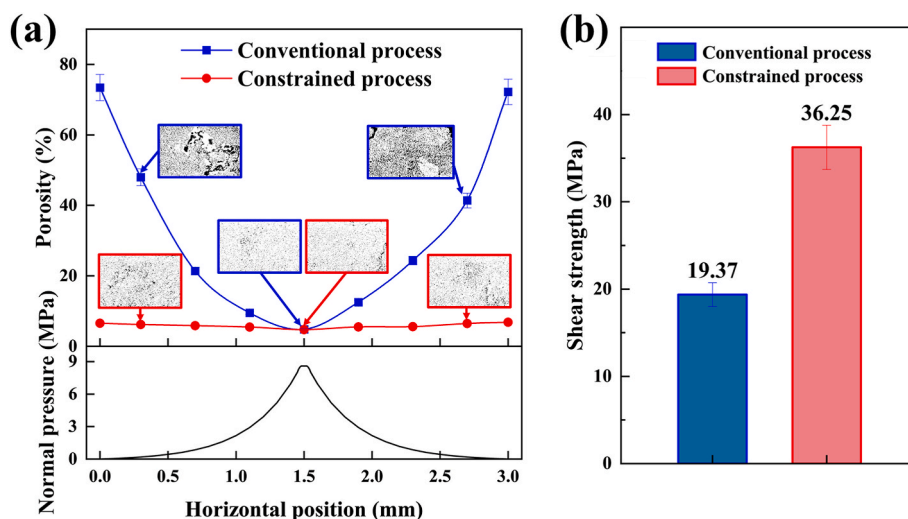 (a)
Conventional process
Constrained process
Porosity (%)
80
60
40
20
0
Normal pressure (MPa)
9
6
3
0
0.0 0.5 1.0 1.5 2.0 2.5 3.0
Horizontal position (mm)
(b)
Conventional process
Constrained process
Shear strength (MPa)
40
30
20
10
0
36.25
19.37